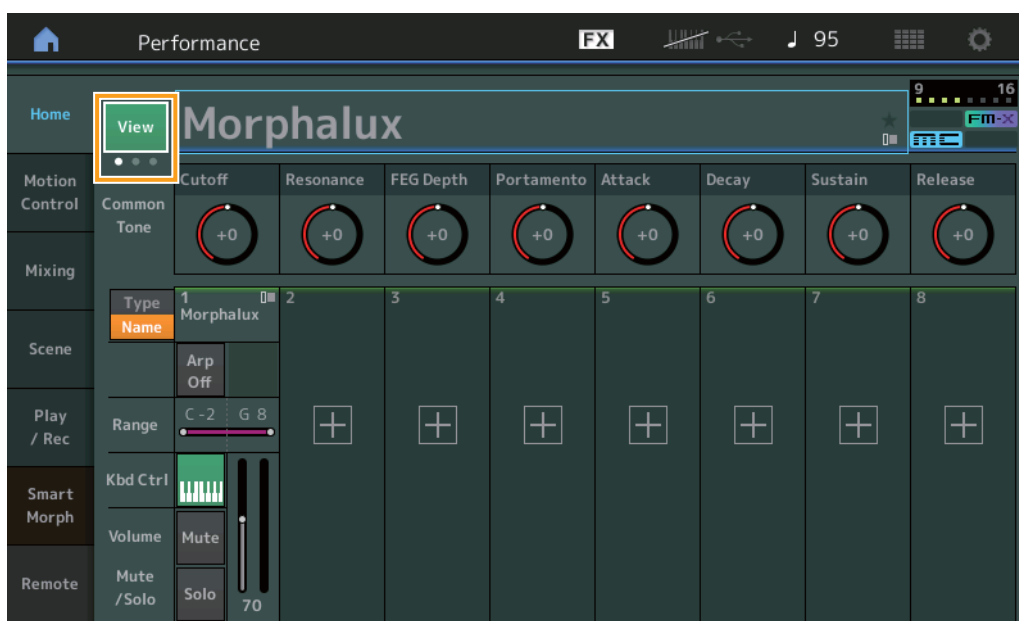 Performance FX ♩ 95
Home View Morphalux 9 16
FM-X
MC
Motion Control
Common Tone
Cutoff Resonance FEG Depth Portamento Attack Decay Sustain Release
+0 +0 +0 +0 +0 +0 +0 +0
Mixing
Type
Name
1 2 3 4 5 6 7 8
Morphalux
Scene
Arp
Off
Play
/ Rec
Range
C -2 G 8
Smart
Morph
Kbd Ctrl
Volume
Mute
Remote
Mute
/Solo
Solo
70